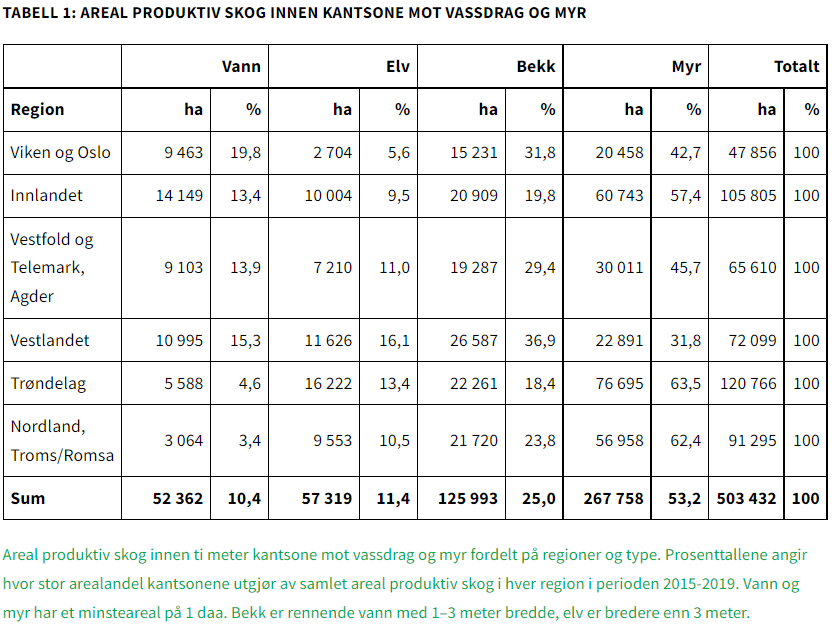 TABELL 1: AREAL PRODUKTIV SKOG INNEN KANTSONE MOT VASSDRAG OG MYR
Vann Elv Bekk Myr Totalt
Region ha % ha % ha % ha % ha %
Viken og Oslo 9 463 19,8 2 704 5,6 15 231 31,8 20 458 42,7 47 856 100
Innlandet 14 149 13,4 10 004 9,5 20 909 19,8 60 743 57,4 105 805 100
Vestfold og
Telemark, 9 103 13,9 7 210 11,0 19 287 29,4 30 011 45,7 65 610 100
Agder
Vestlandet 10 995 15,3 11 626 16,1 26 587 36,9 22 891 31,8 72 099 100
Trøndelag 5 588 4,6 16 222 13,4 22 261 18,4 76 695 63,5 120 766 100
Nordland,
Troms/Romsa 3 064 3,4 9 553 10,5 21 720 23,8 56 958 62,4 91 295 100
Sum 52 362 10,4 57 319 11,4 125 993 25,0 267 758 53,2 503 432 100
Areal produktiv skog innen ti meter kantsone mot vassdrag og myr fordelt på regioner og type. Prosenttallene angir
hvor stor arealandel kantsonene utgjør av samlet areal produktiv skog i hver region i perioden 2015-2019. Vann og
myr har et minsteareal på 1 daa. Bekk er rennende vann med 1–3 meter bredde, elv er bredere enn 3 meter.